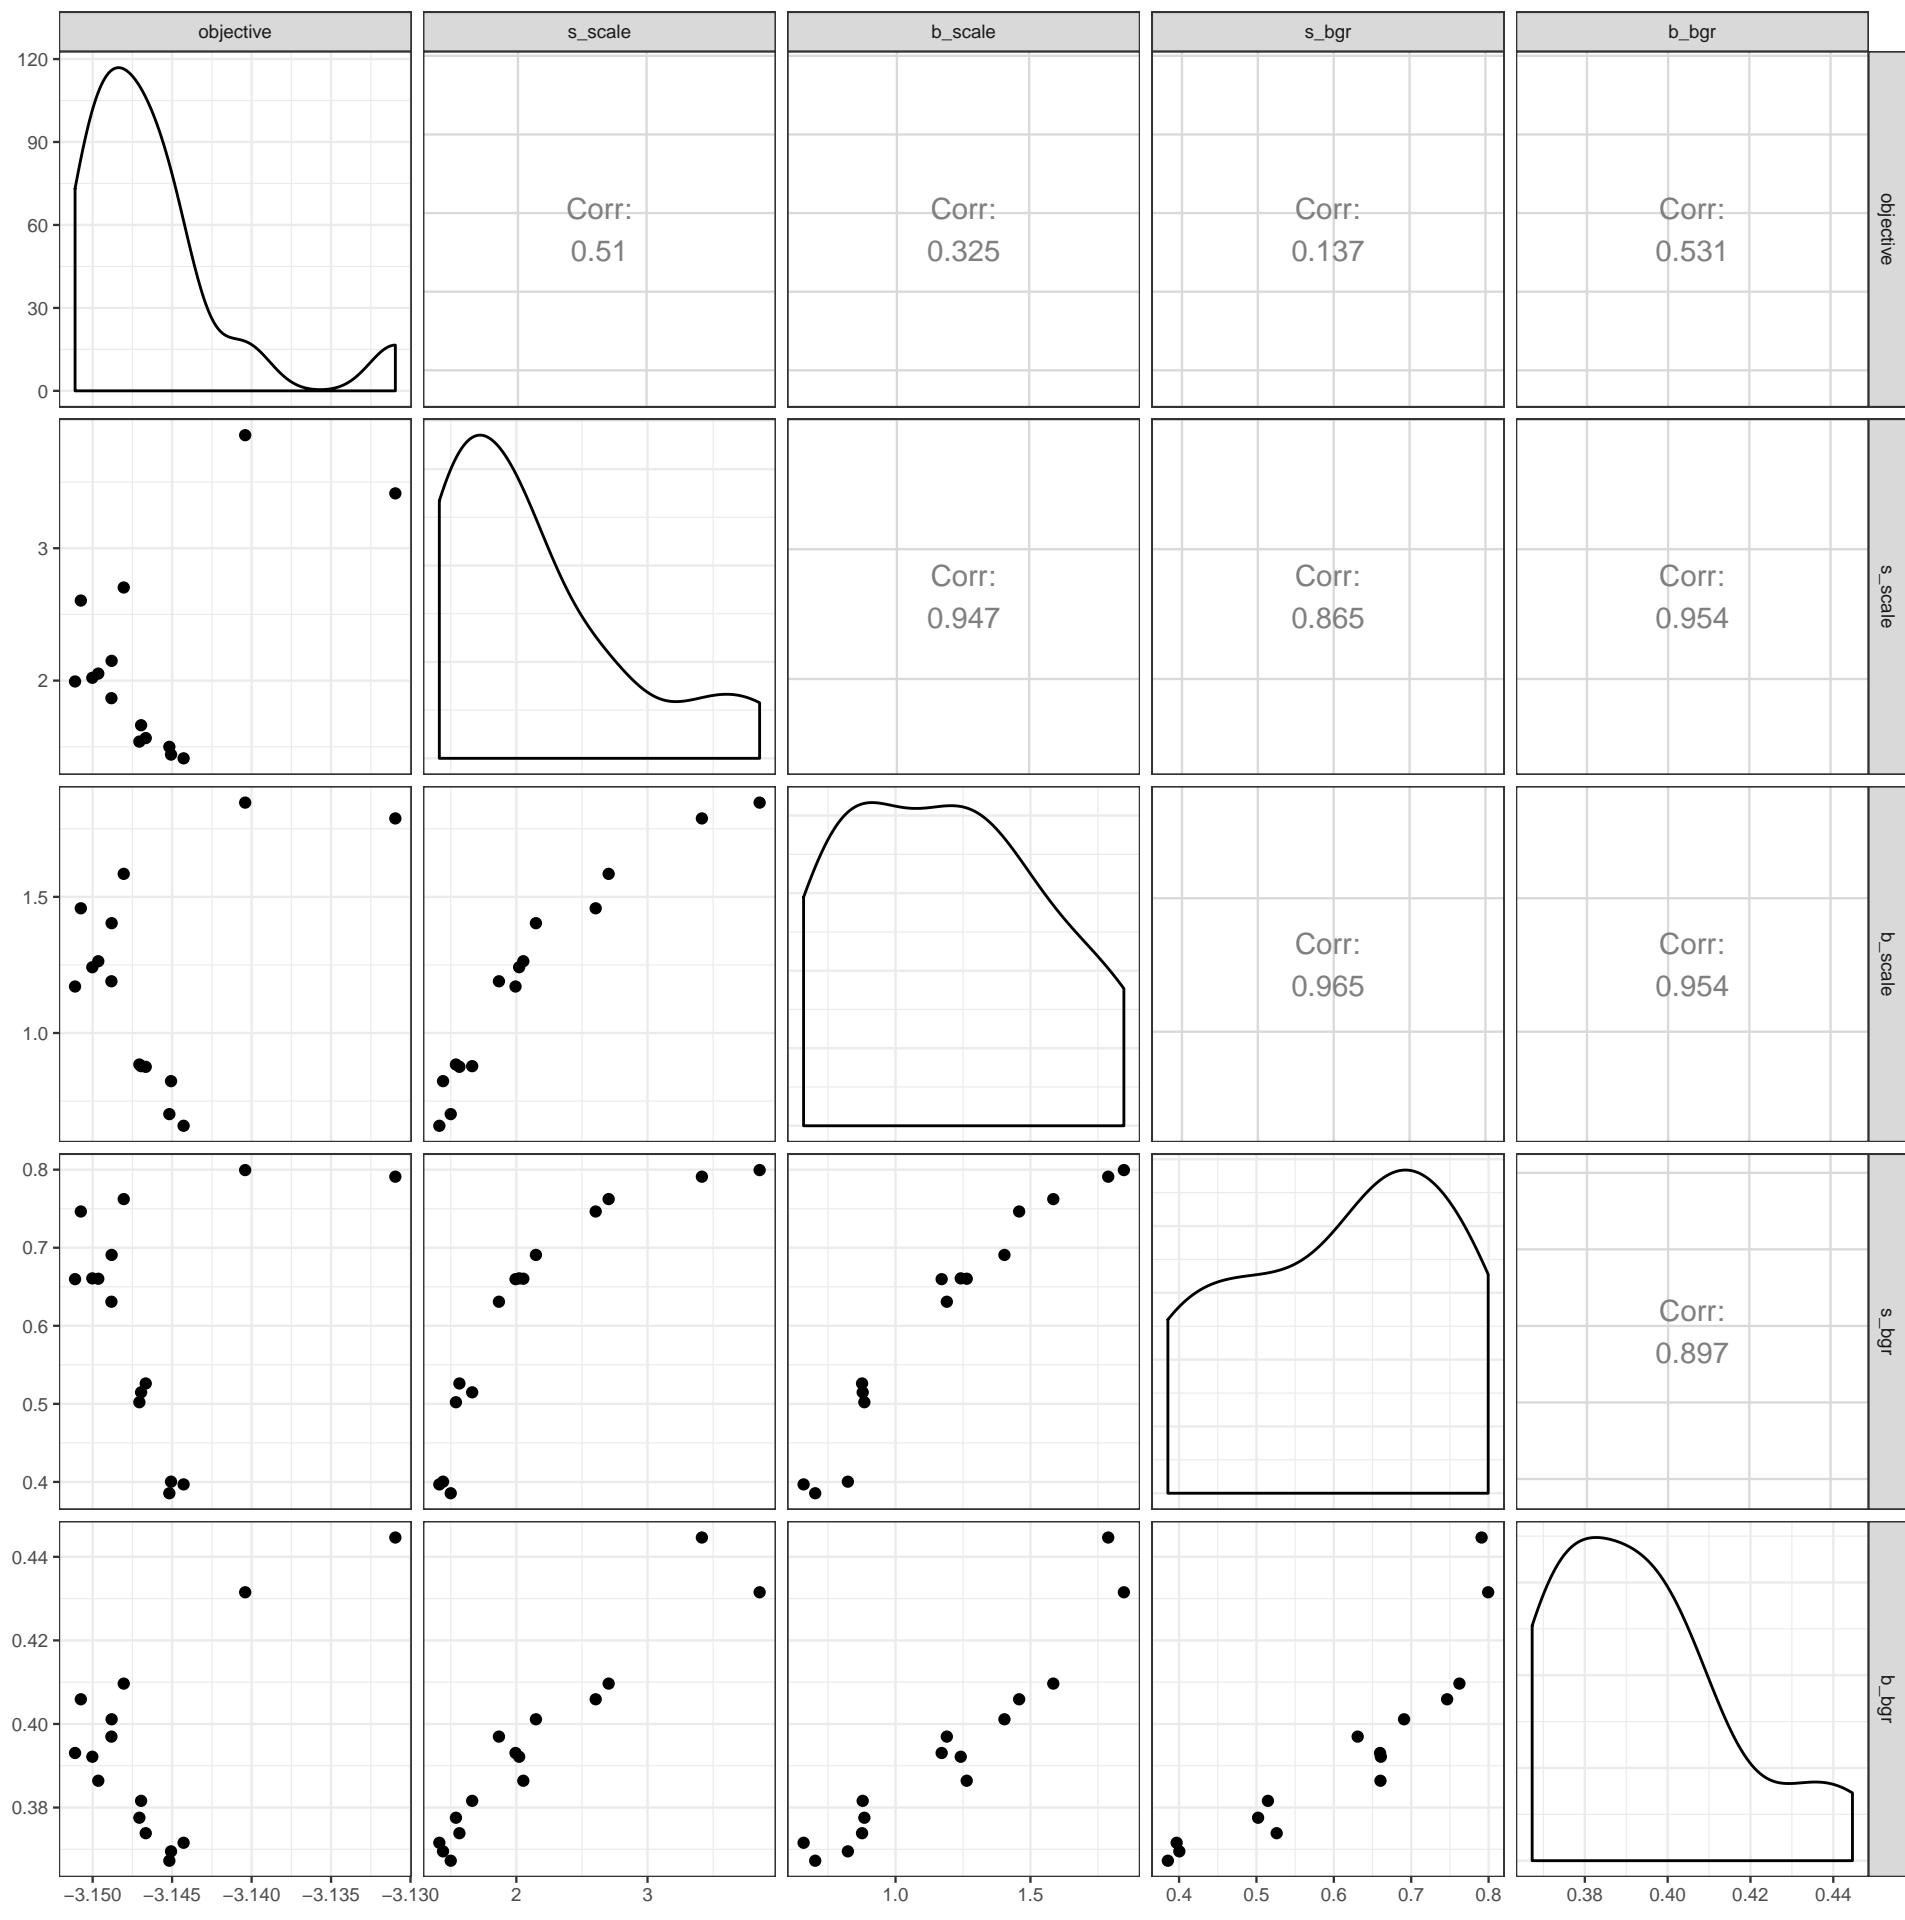 objective
s_scale
b_scale
s_bgr
b_bgr
120
90
60
30
0
Corr:
0.51
Corr:
0.325
Corr:
0.137
Corr:
0.531
objective
3
2
Corr:
0.947
Corr:
0.865
Corr:
0.954
s_scale
1.5
1.0
Corr:
0.965
Corr:
0.954
b_scale
0.8
0.7
0.6
0.5
0.4
Corr:
0.897
s_bgr
0.44
0.42
0.40
0.38
b_bgr
−3.150 −3.145 −3.140 −3.135 −3.130
2 3
1.0 1.5
0.4 0.5 0.6 0.7 0.8
0.38 0.40 0.42 0.44